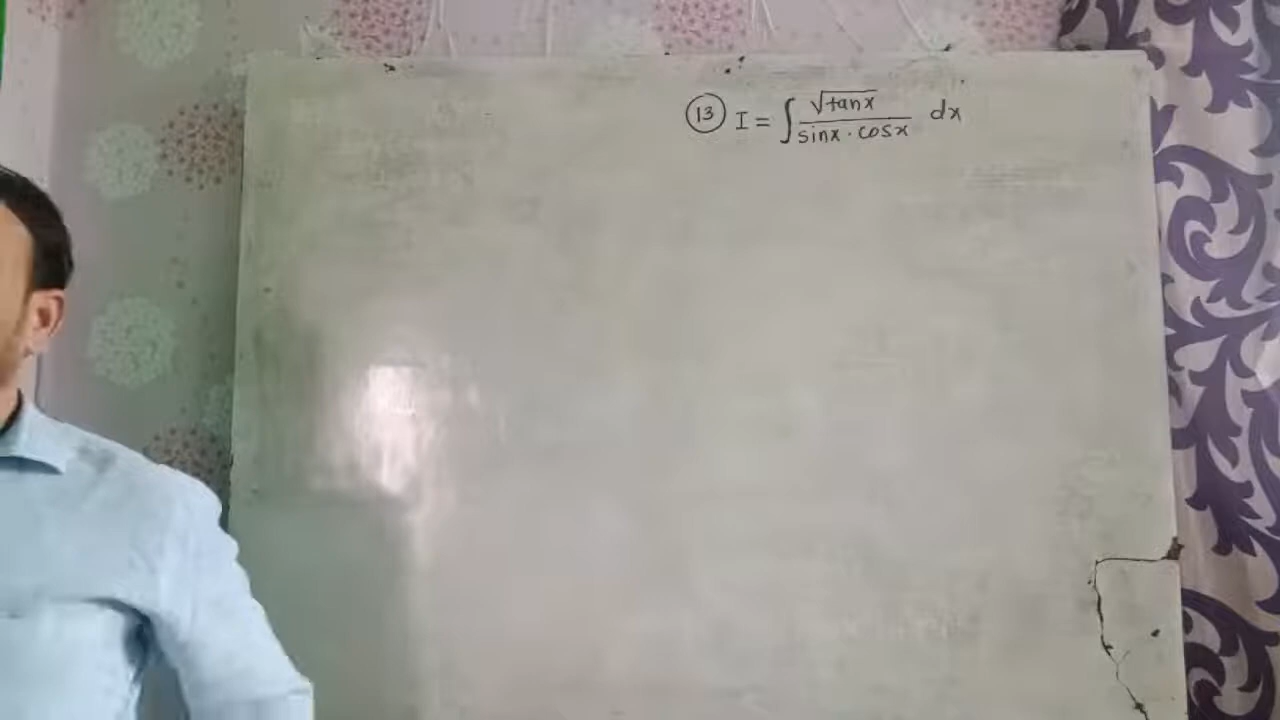 ⑬ I = ∫ √tanx / sinx · cosx dx